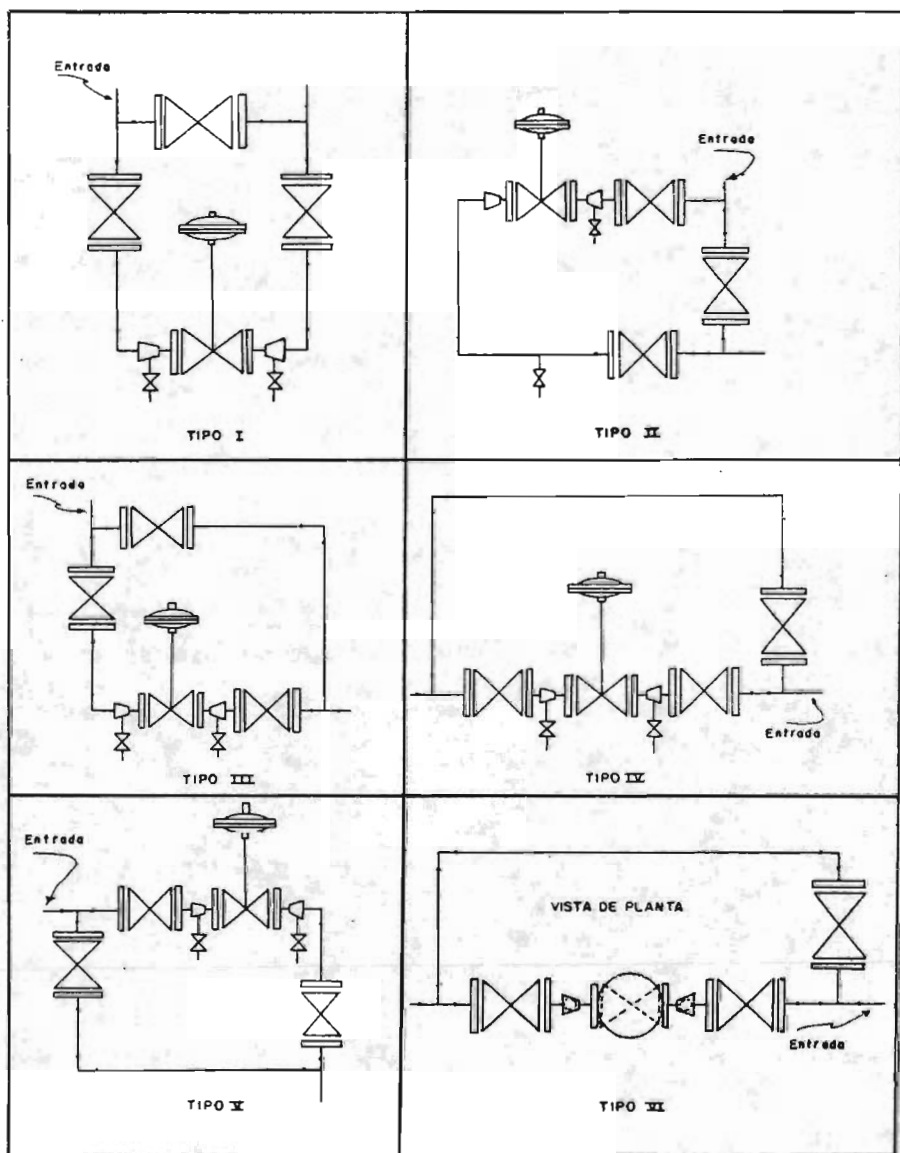 Entrada
TIPO I
Entrada
TIPO II
Entrada
TIPO III
Entrada
TIPO IV
Entrada
TIPO V
VISTA DE PLANTA
Entrada
TIPO VI